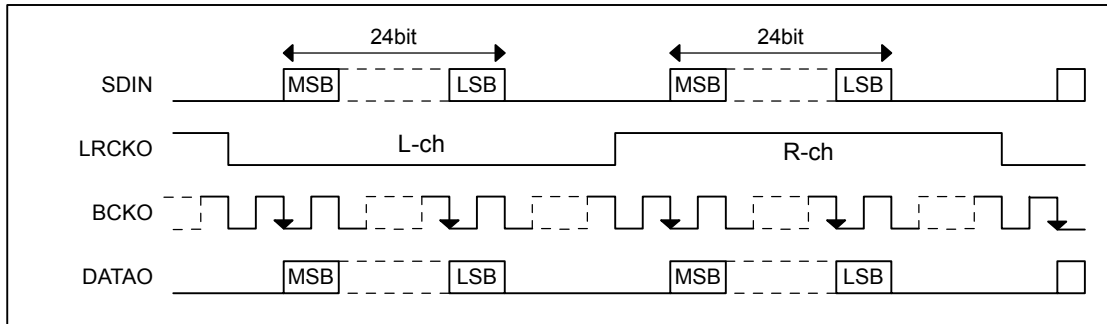 24bit 24bit
SDIN MSB LSB MSB LSB
LRCKO L-ch R-ch
BCKO
DATAO MSB LSB MSB LSB